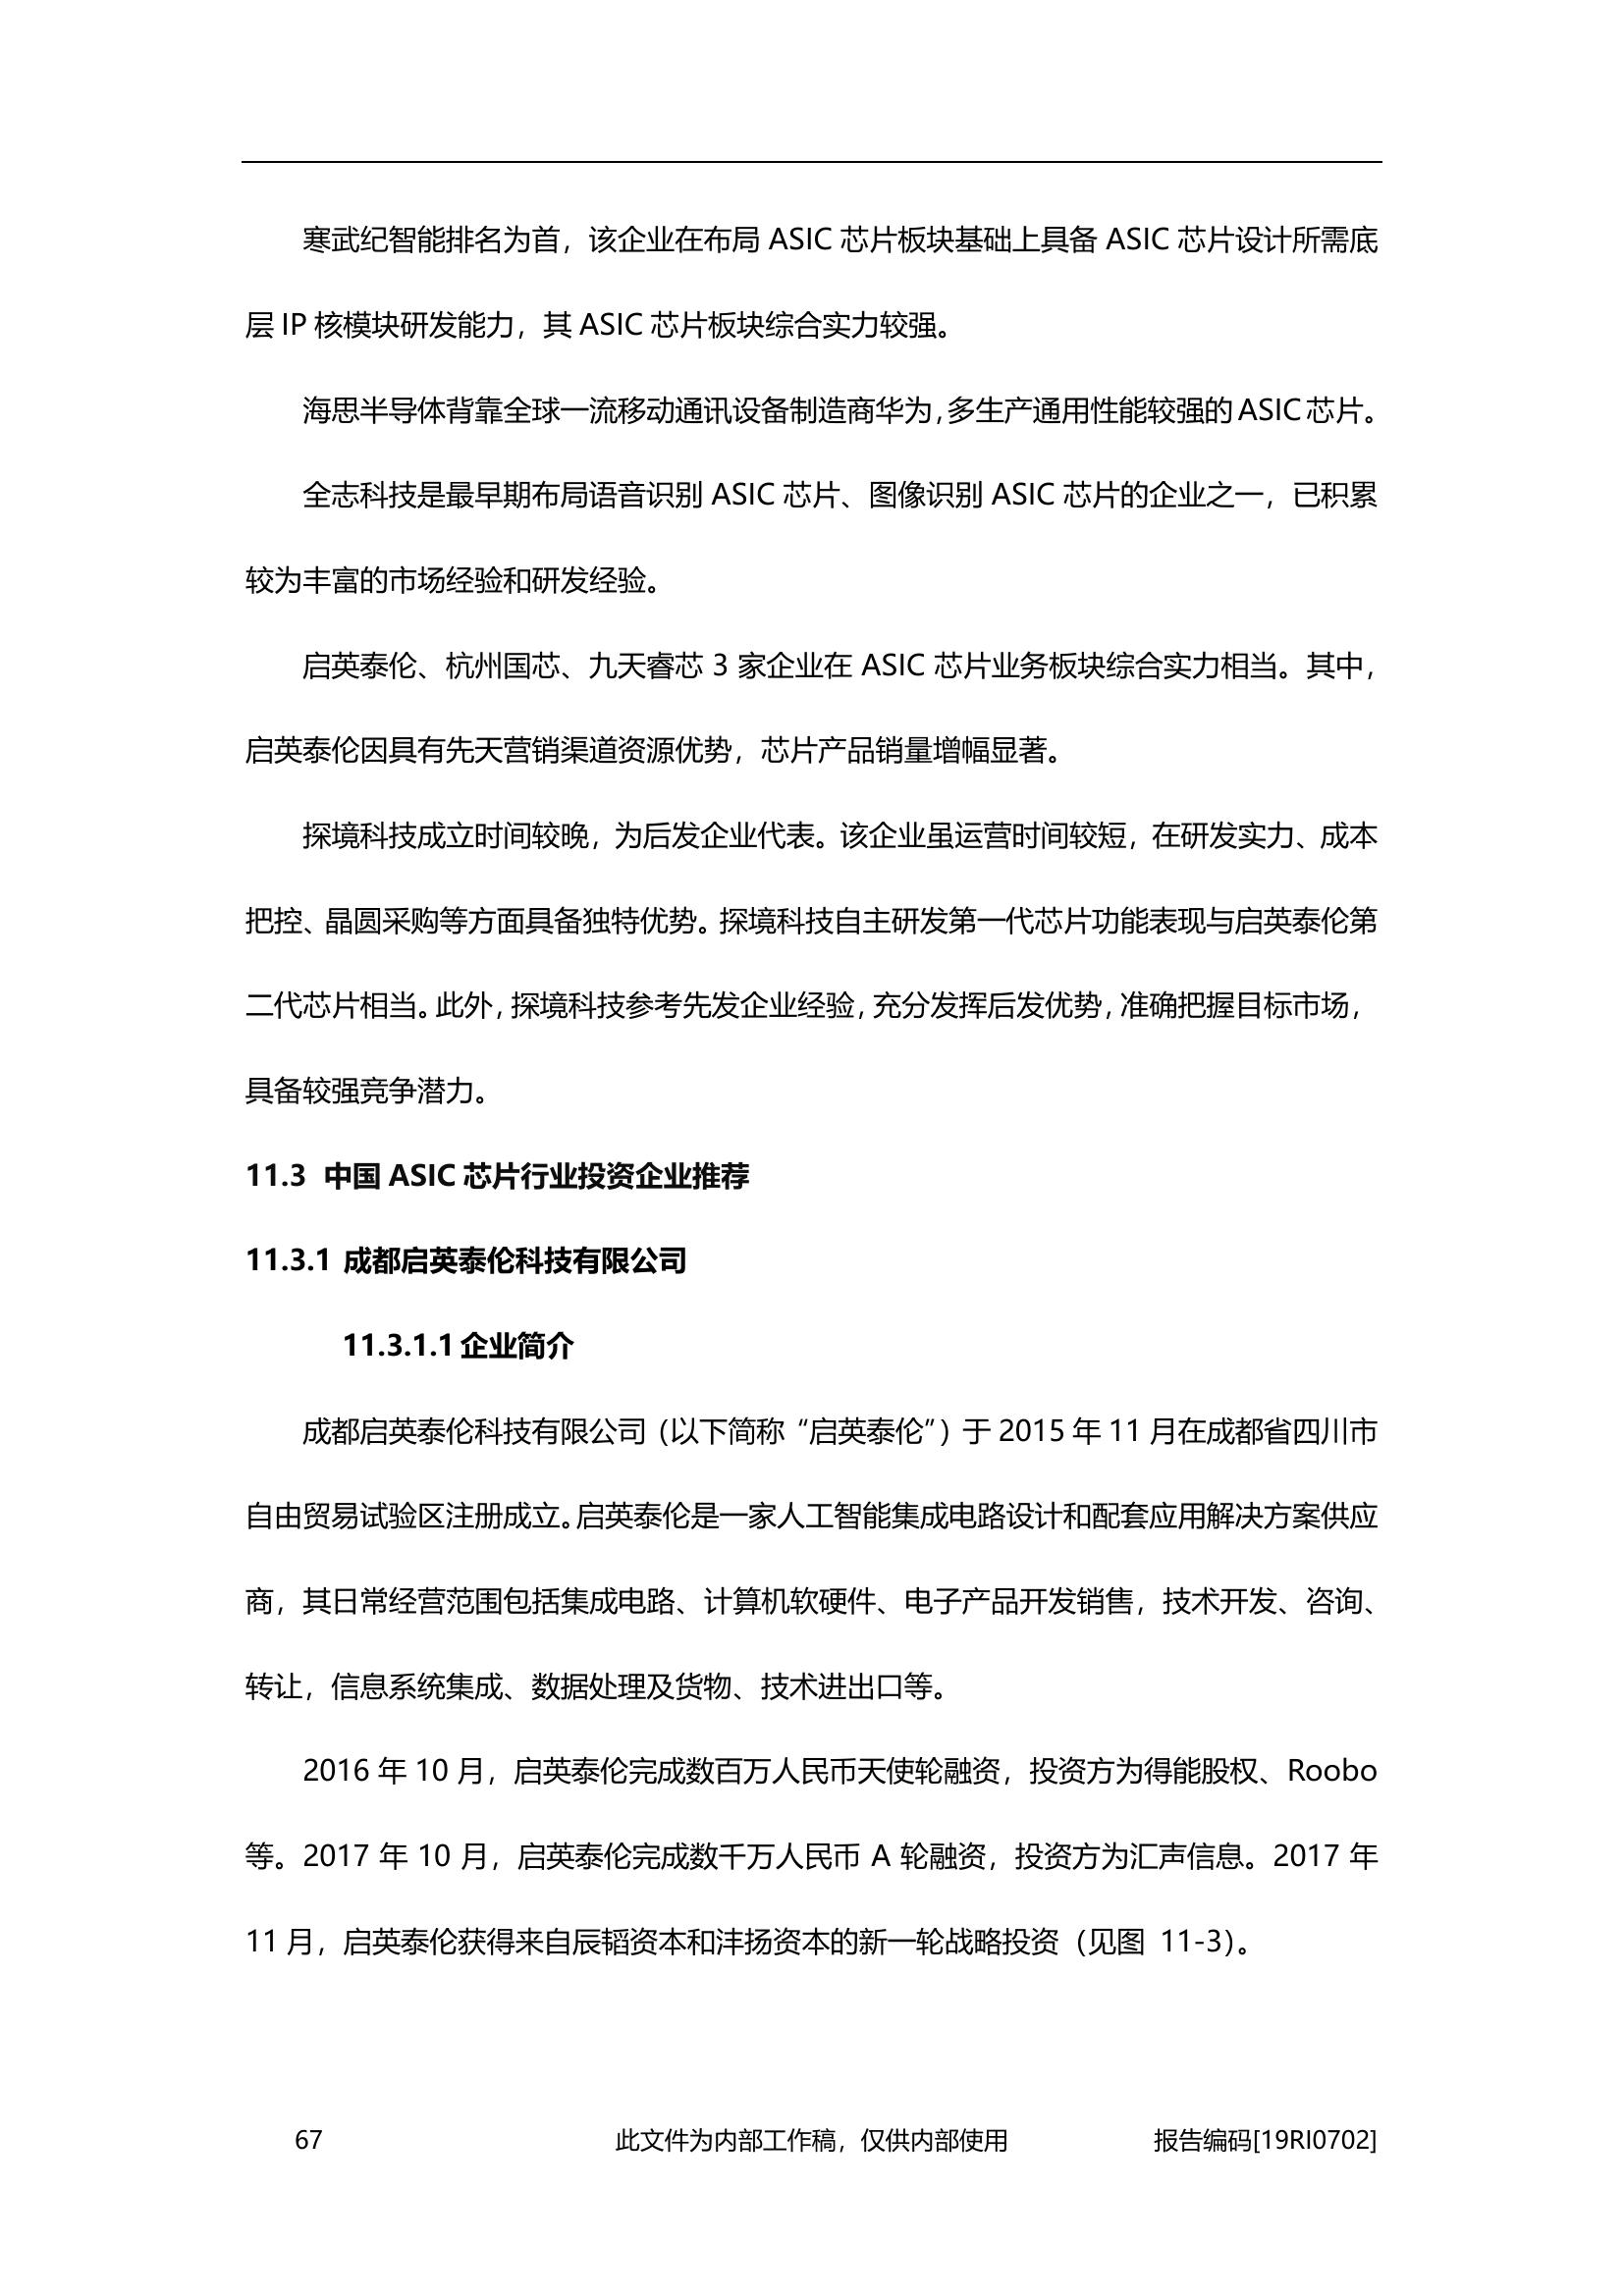 寒武纪智能排名为首，该企业在布局 ASIC 芯片板块基础上具备 ASIC 芯片设计所需底
层 IP 核模块研发能力，其 ASIC 芯片板块综合实力较强。
海思半导体背靠全球一流移动通讯设备制造商华为，多生产通用性能较强的 ASIC 芯片。
全志科技是最早期布局语音识别 ASIC 芯片、图像识别 ASIC 芯片的企业之一，已积累
较为丰富的市场经验和研发经验。
启英泰伦、杭州国芯、九天睿芯 3 家企业在 ASIC 芯片业务板块综合实力相当。其中，
启英泰伦因具有先天营销渠道资源优势，芯片产品销量增幅显著。
探境科技成立时间较晚，为后发企业代表。该企业虽运营时间较短，在研发实力、成本
把控、晶圆采购等方面具备独特优势。探境科技自主研发第一代芯片功能表现与启英泰伦第
二代芯片相当。此外，探境科技参考先发企业经验，充分发挥后发优势，准确把握目标市场，
具备较强竞争潜力。
11.3 中国 ASIC 芯片行业投资企业推荐
11.3.1 成都启英泰伦科技有限公司
11.3.1.1 企业简介
成都启英泰伦科技有限公司（以下简称“启英泰伦”）于 2015 年 11 月在成都省四川市
自由贸易试验区注册成立。启英泰伦是一家人工智能集成电路设计和配套应用解决方案供应
商，其日常经营范围包括集成电路、计算机软硬件、电子产品开发销售，技术开发、咨询、
转让，信息系统集成、数据处理及货物、技术进出口等。
2016 年 10 月，启英泰伦完成数百万人民币天使轮融资，投资方为得能股权、Roobo
等。2017 年 10 月，启英泰伦完成数千万人民币 A 轮融资，投资方为汇声信息。2017 年
11 月，启英泰伦获得来自辰韬资本和沣扬资本的新一轮战略投资（见图 11-3）。
67 此文件为内部工作稿，仅供内部使用 报告编码[19RI0702]